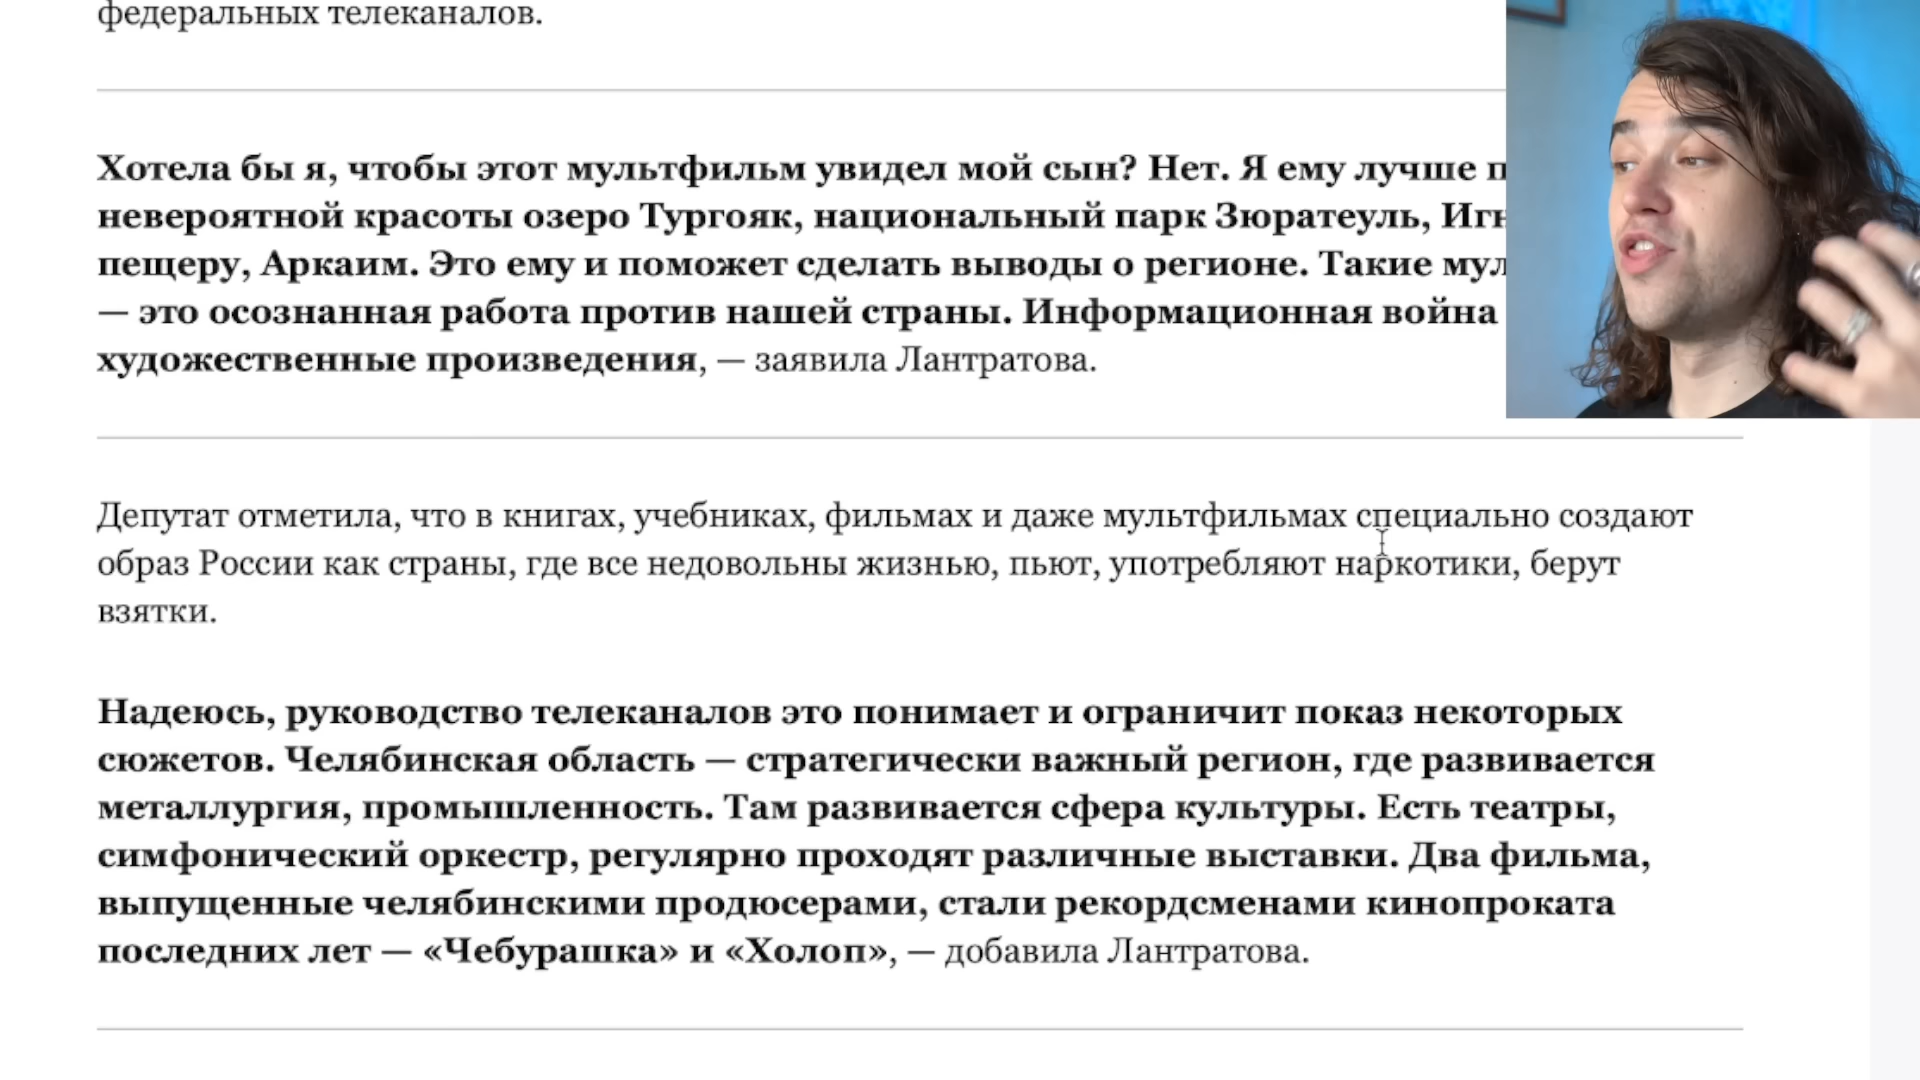 федеральных телеканалов.
Хотела бы я, чтобы этот мультфильм увидел мой сын? Нет. Я ему лучше
невероятной красоты озеро Тургояк, национальный парк Зюратеуль,
пещеру, Аркаим. Это ему и поможет сделать выводы о регионе. Такие
— это осознанная работа против нашей страны. Информационная война
художественные произведения, — заявила Лантратова.
Депутат отметила, что в книгах, учебниках, фильмах и даже мультфильмах специально создают
образ России как страны, где все недовольны жизнью, пьют, употребляют наркотики, берут
взятки.
Надеюсь, руководство телеканалов это понимает и ограничит показ некоторых
сюжетов. Челябинская область — стратегически важный регион, где развивается
металлургия, промышленность. Там развивается сфера культуры. Есть театры,
симфонический оркестр, регулярно проходят различные выставки. Два фильма,
выпущенные челябинскими продюсерами, стали рекордсменами кинопроката
последних лет — «Чебурашка» и «Холоп», — добавила Лантратова.